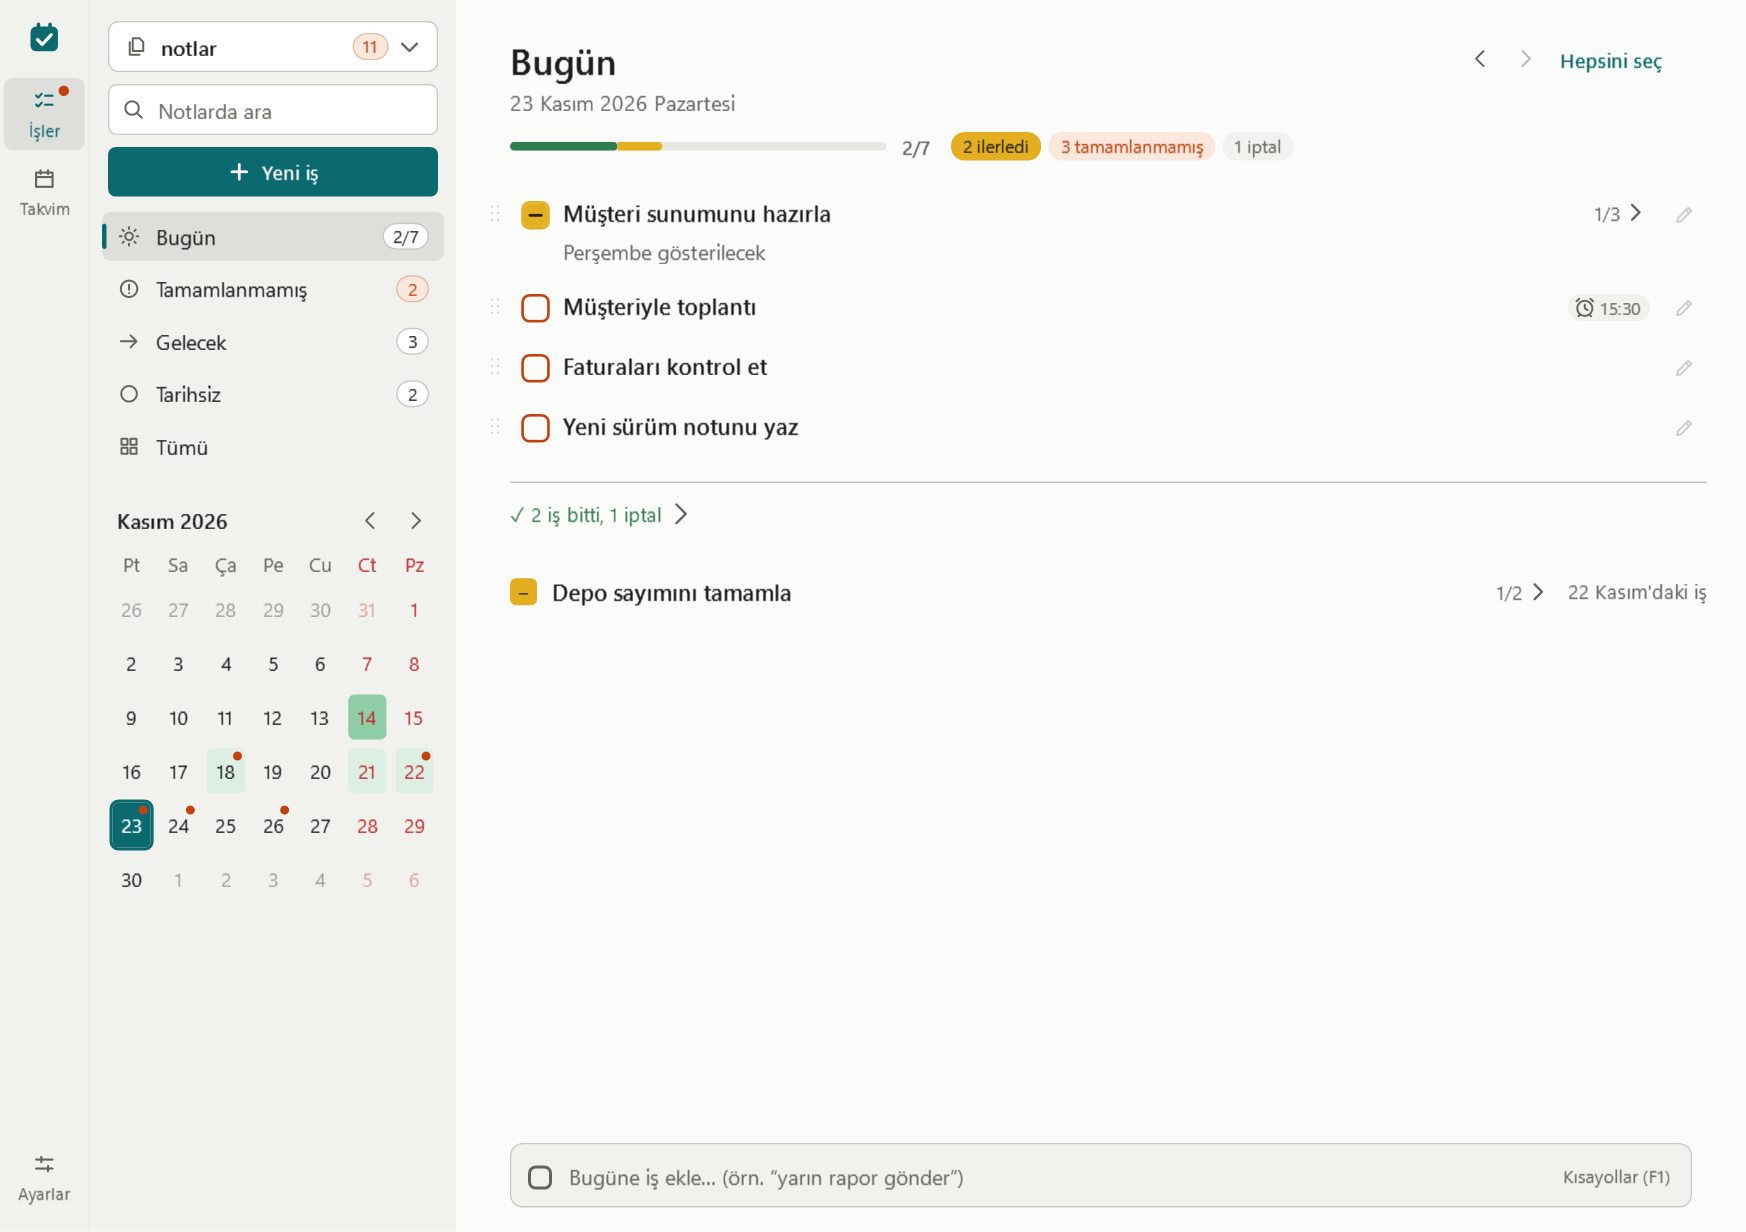 İşler
Takvim
Ayarlar
notlar 11
Notlarda ara
Yeni iş
Bugün 2/7
Tamamlanmamış 2
Gelecek 3
Tarihsiz 2
Tümü
Kasım 2026
Pt Sa Ça Pe Cu Ct Pz
26 27 28 29 30 31 1
2 3 4 5 6 7 8
9 10 11 12 13 14 15
16 17 18 19 20 21 22
23 24 25 26 27 28 29
30 1 2 3 4 5 6
Bugün
Hepsini seç
23 Kasım 2026 Pazartesi
2/7 2 ilerledi 3 tamamlanmamış 1 iptal
Müşteri sunumunu hazırla 1/3
Perşembe gösterilecek
Müşteriyle toplantı 15:30
Faturaları kontrol et
Yeni sürüm notunu yaz
✓ 2 iş bitti, 1 iptal
Depo sayımını tamamla 1/2 22 Kasım'daki iş
Bugüne iş ekle... (örn. “yarın rapor gönder”) Kısayollar (F1)